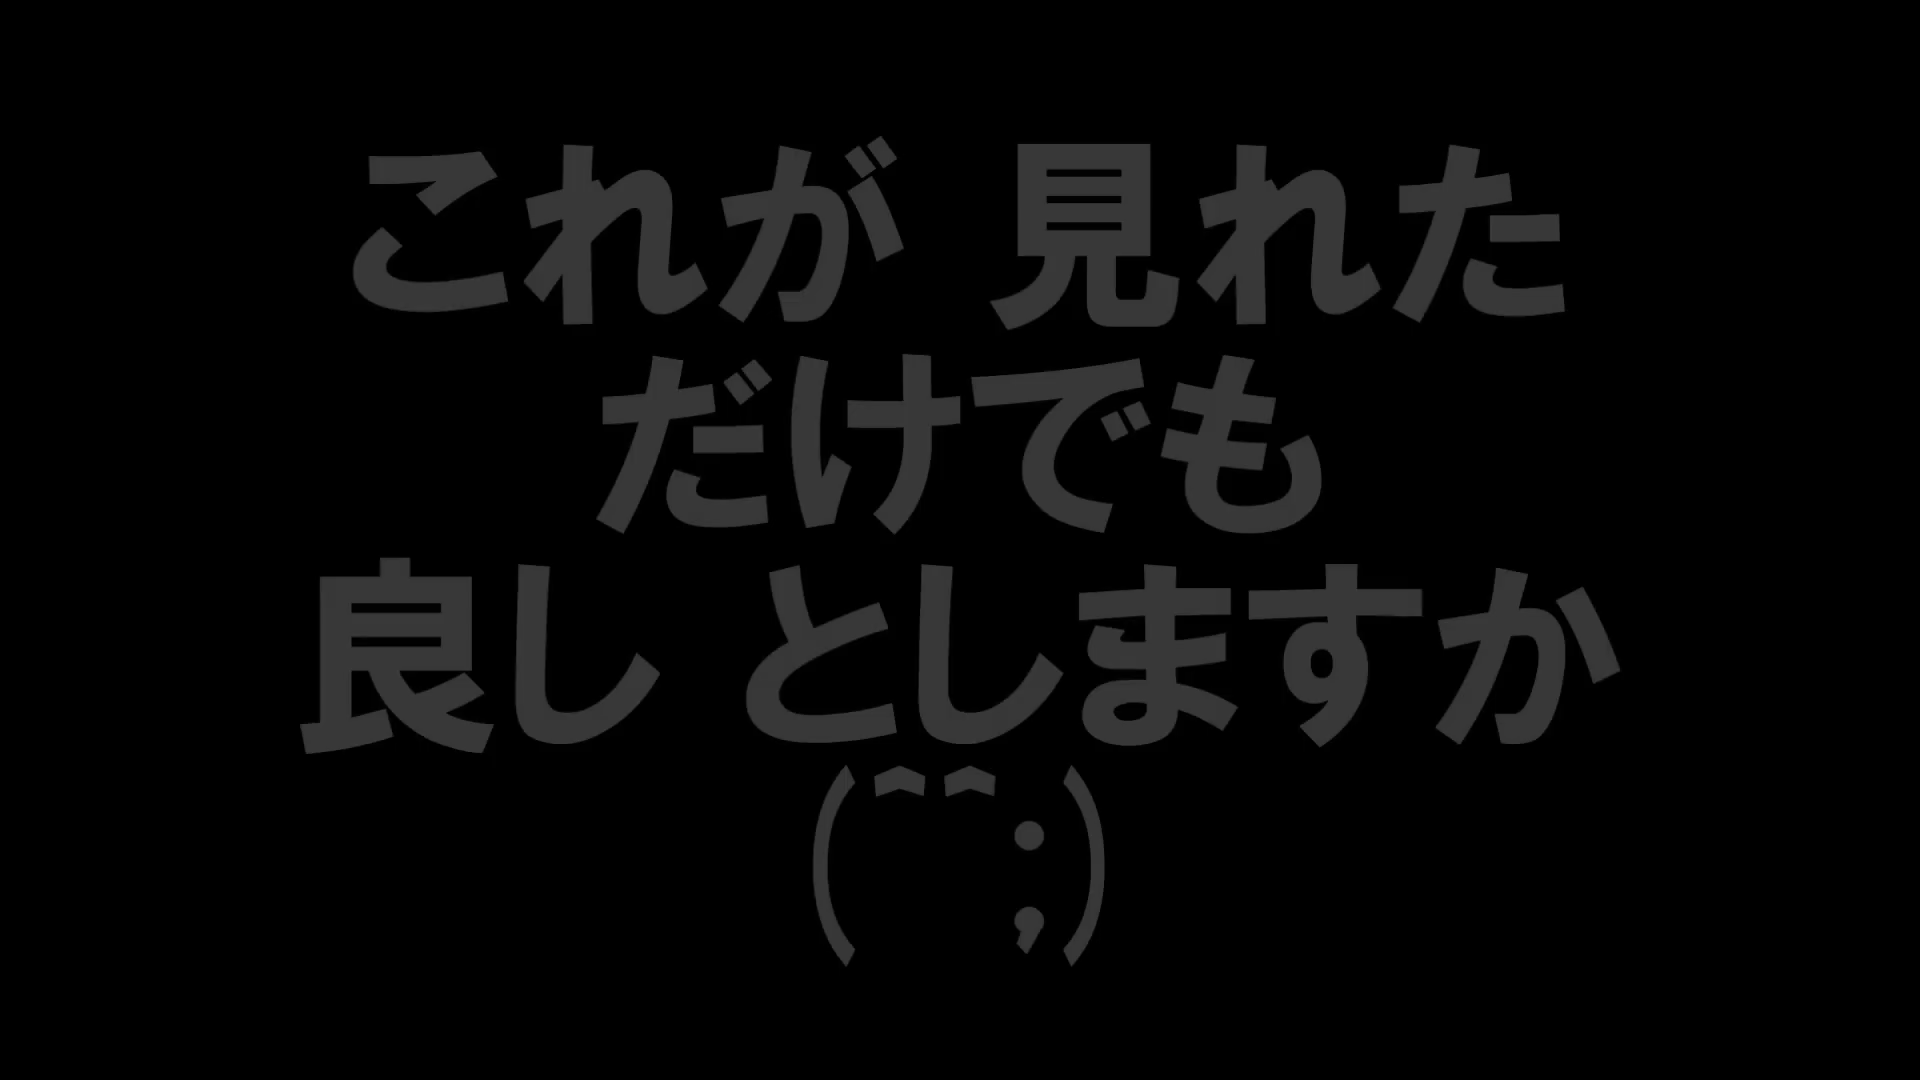 これが 見れた
だけでも
良し としますか
(^^;)